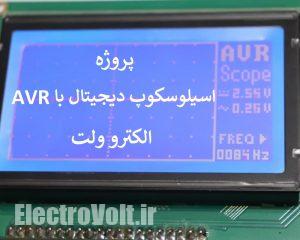 پروژه
اسیلوسکوپ دیجیتال با AVR
الکترو ولت
AVR
Scope
= 2.55V
~ 0.25V
FREQ
0084Hz
ElectroVolt.ir